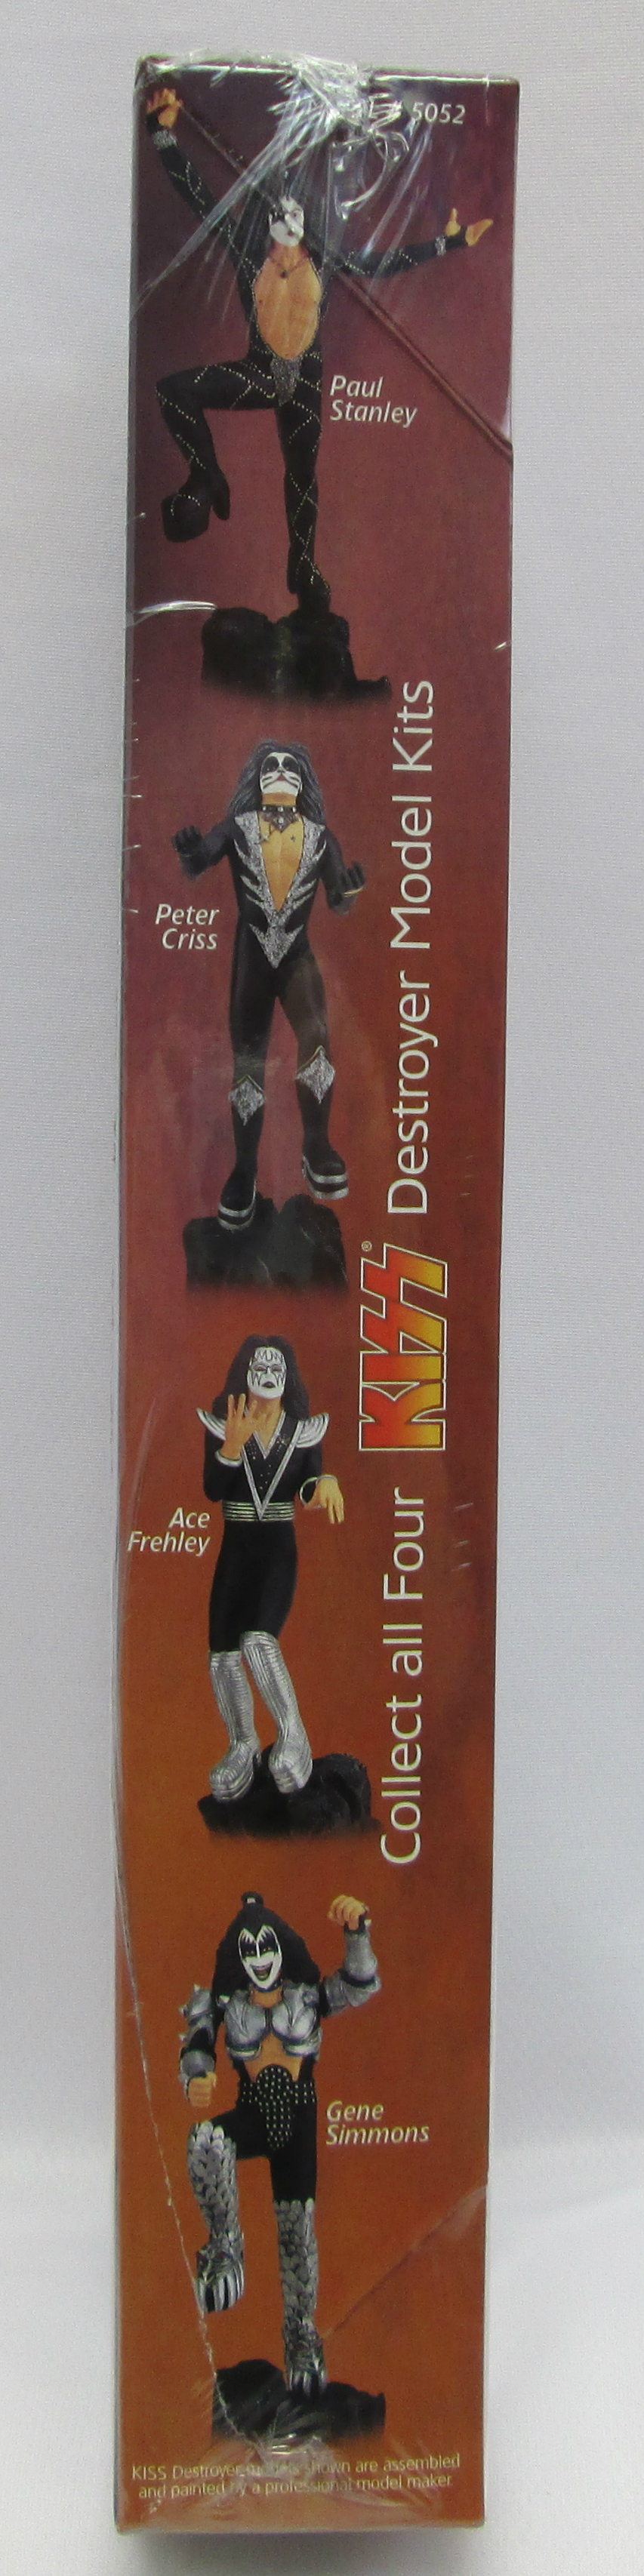 # 5052
Paul
Stanley
Peter
Criss
Collect all Four KISS® Destroyer Model Kits
Ace
Frehley
Gene
Simmons
KISS Destroyer models shown are assembled
and painted by a professional model maker